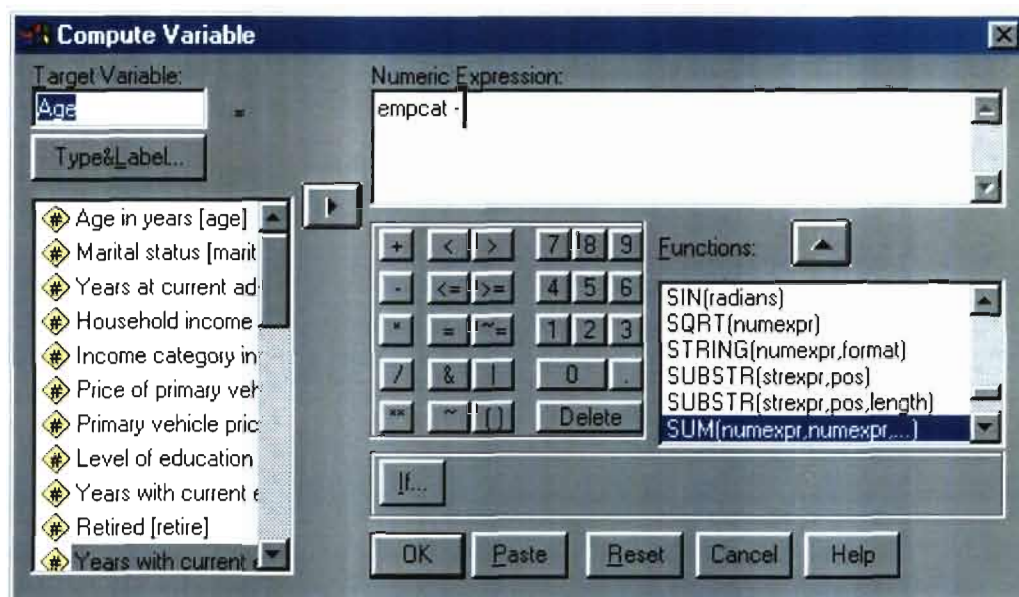 Compute Variable
Target Variable:
Age
=
Type&Label...
Numeric Expression:
empcat -
Age in years [age]
Marital status [marit
Years at current ad
Household income
Income category in
Price of primary veh
Primary vehicle pric
Level of education
Years with current e
Retired [retire]
Years with current e
+ < > 7 8 9
- <= >= 4 5 6
* = ~= 1 2 3
/ & | 0 .
** ~ () Delete
Functions:
SIN(radians)
SQRT(numexpr)
STRING(numexpr,format)
SUBSTR(strexpr,pos)
SUBSTR(strexpr,pos,length)
SUM(numexpr,numexpr,...)
If...
OK Paste Reset Cancel Help